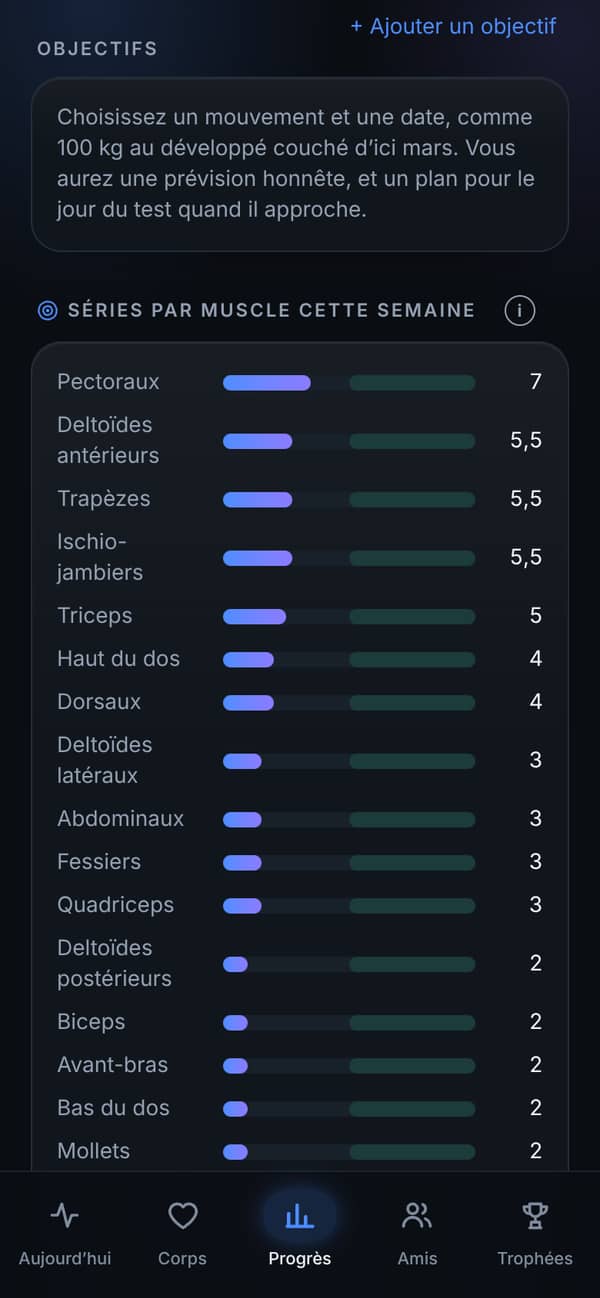 + Ajouter un objectif
OBJECTIFS
Choisissez un mouvement et une date, comme
100 kg au développé couché d’ici mars. Vous
aurez une prévision honnête, et un plan pour le
jour du test quand il approche.
SÉRIES PAR MUSCLE CETTE SEMAINE
Pectoraux 7
Deltoïdes
antérieurs 5,5
Trapèzes 5,5
Ischio-
jambiers 5,5
Triceps 5
Haut du dos 4
Dorsaux 4
Deltoïdes
latéraux 3
Abdominaux 3
Fessiers 3
Quadriceps 3
Deltoïdes
postérieurs 2
Biceps 2
Avant-bras 2
Bas du dos 2
Mollets 2
Aujourd’hui Corps Progrès Amis Trophées